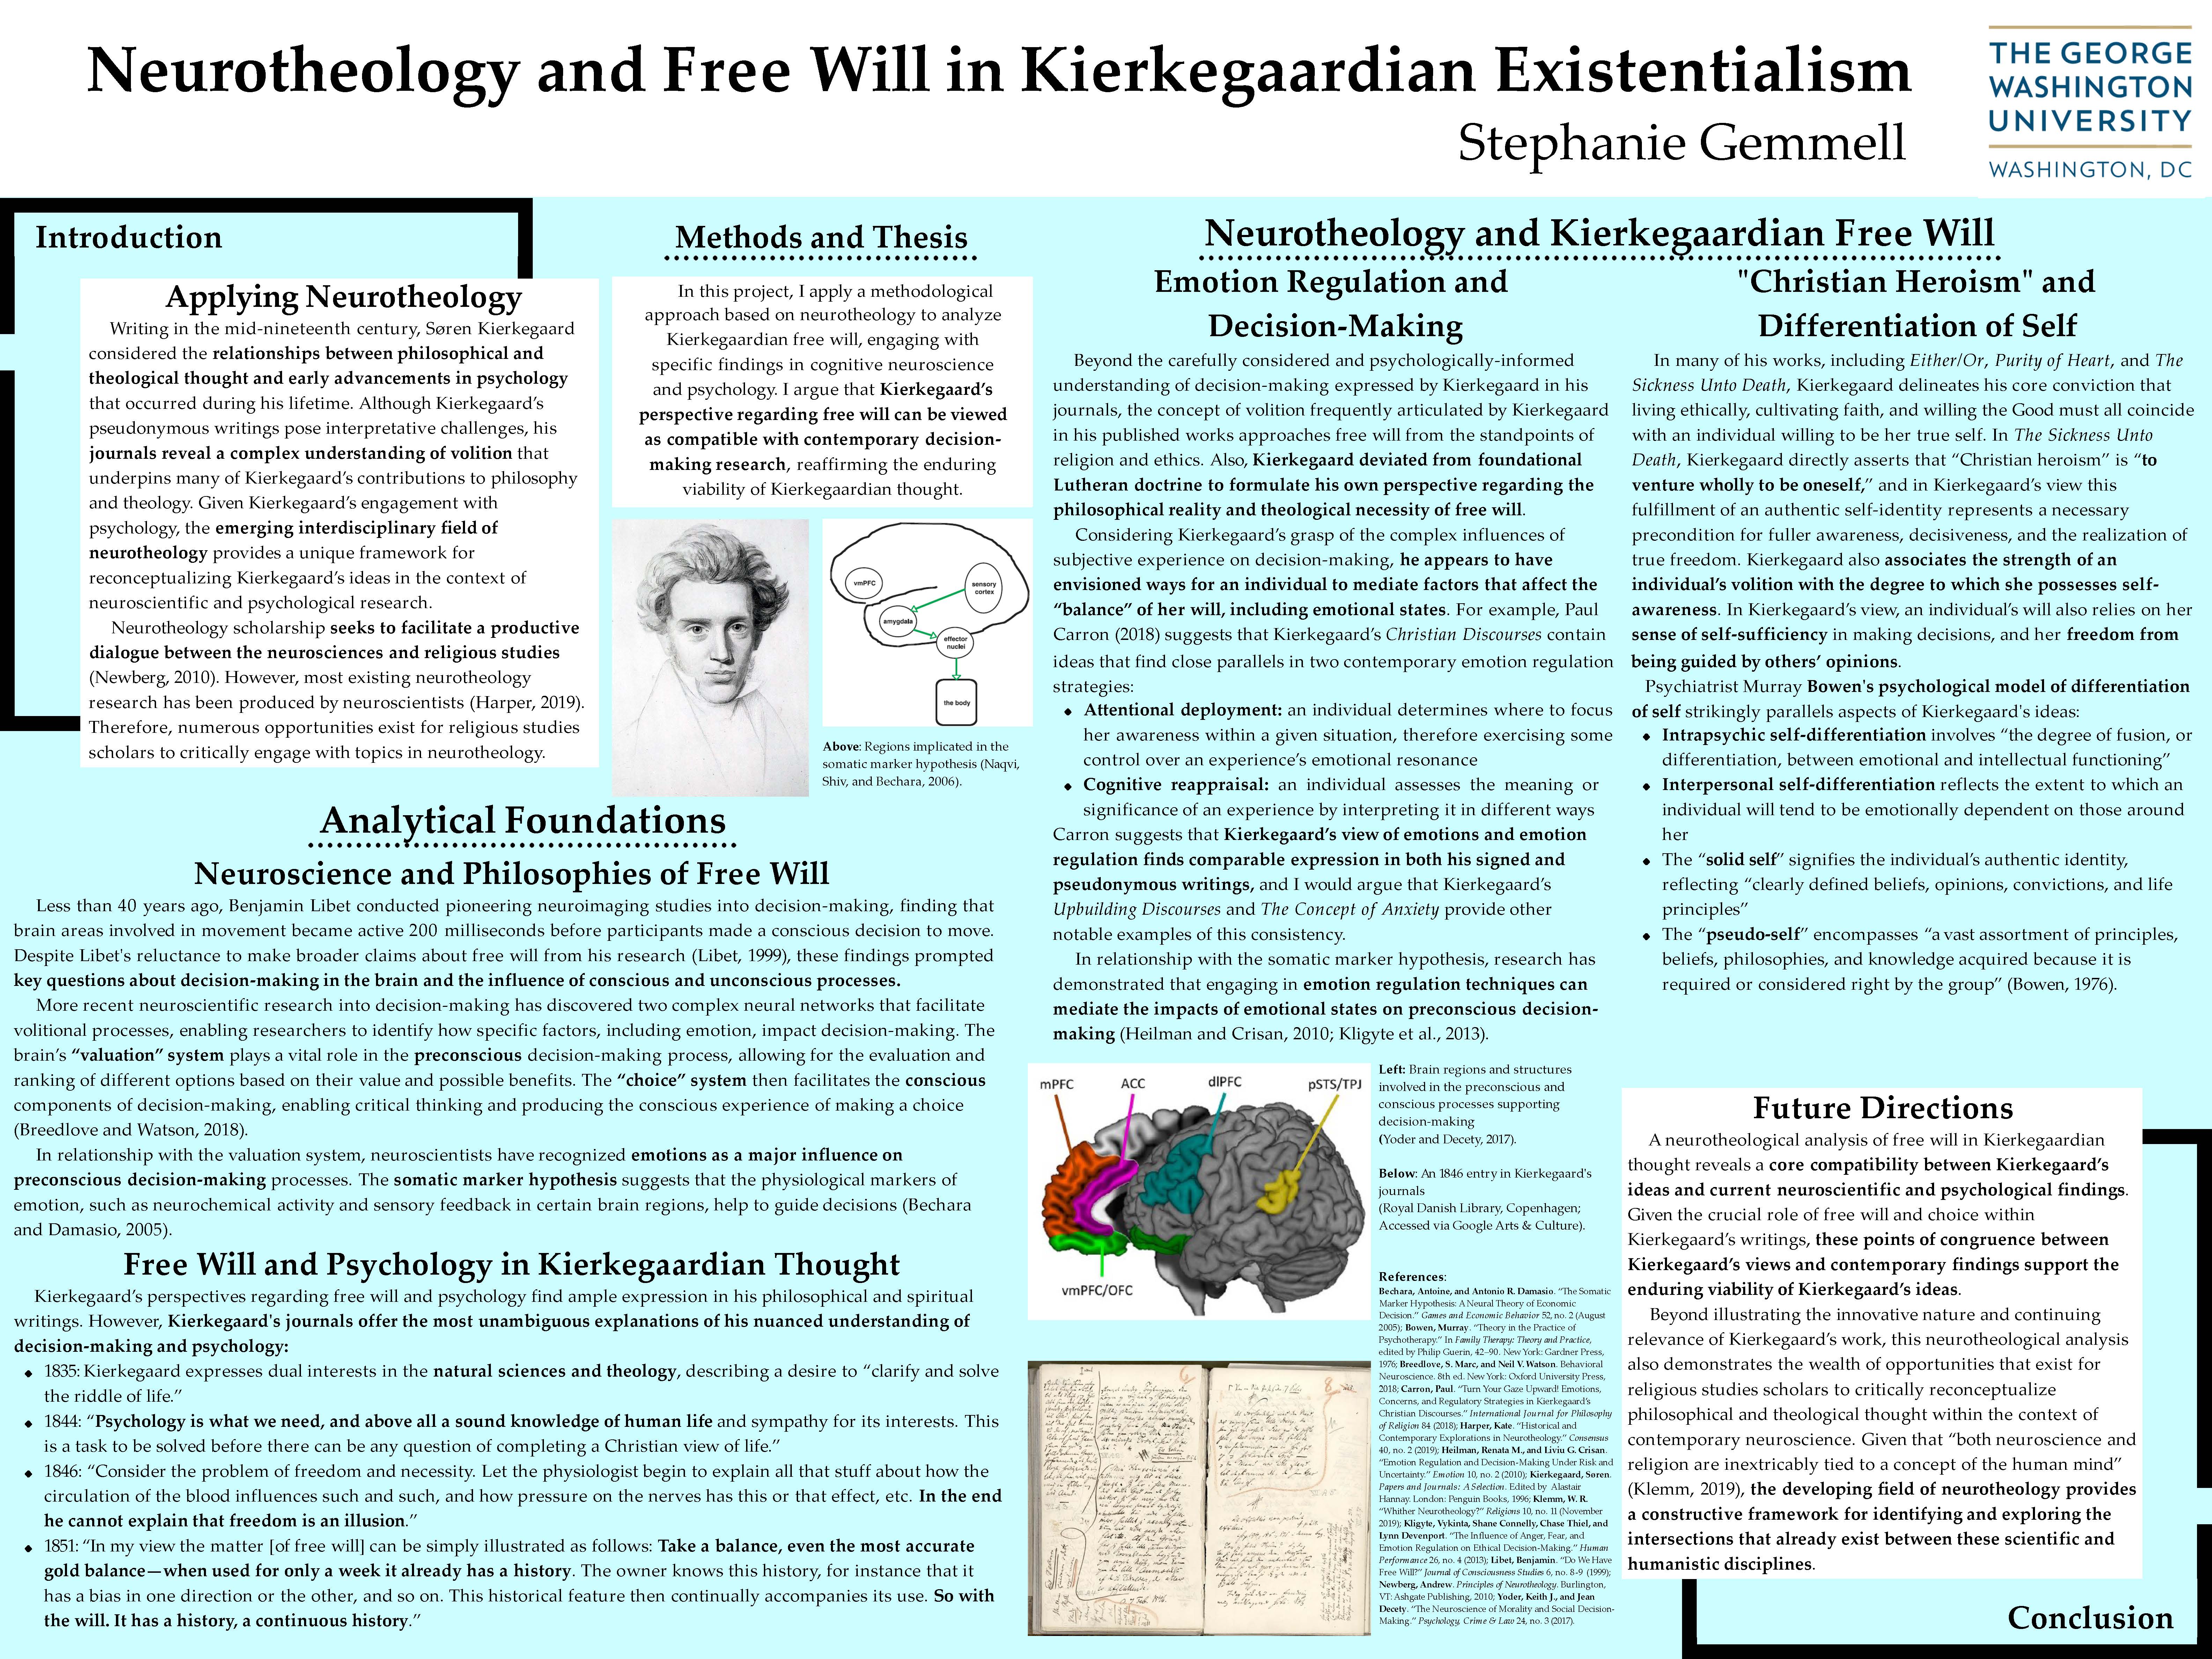 Neurotheology and Free Will in Kierkegaardian Existentialism
Stephanie Gemmell
THE GEORGE
WASHINGTON
UNIVERSITY
WASHINGTON, DC
Introduction
Applying Neurotheology
Writing in the mid-nineteenth century, Søren Kierkegaard
considered the relationships between philosophical and
theological thought and early advancements in psychology
that occurred during his lifetime. Although Kierkegaard's
pseudonymous writings pose interpretative challenges, his
journals reveal a complex understanding of volition that
underpins many of Kierkegaard's contributions to philosophy
and theology. Given Kierkegaard's engagement with
psychology, the emerging interdisciplinary field of
neurotheology provides a unique framework for
reconceptualizing Kierkegaard's ideas in the context of
neuroscientific and psychological research.
Neurotheology scholarship seeks to facilitate a productive
dialogue between the neurosciences and religious studies
(Newberg, 2010). However, most existing neurotheology
research has been produced by neuroscientists (Harper, 2019).
Therefore, numerous opportunities exist for religious studies
scholars to critically engage with topics in neurotheology.
Methods and Thesis
In this project, I apply a methodological
approach based on neurotheology to analyze
Kierkegaardian free will, engaging with
specific findings in cognitive neuroscience
and psychology. I argue that Kierkegaard's
perspective regarding free will can be viewed
as compatible with contemporary decision-
making research, reaffirming the enduring
viability of Kierkegaardian thought.
vmPFC
sensory
cortex
amygdala
effector
nuclei
the body
Above: Regions implicated in the
somatic marker hypothesis (Naqvi,
Shiv, and Bechara, 2006).
Analytical Foundations
Neuroscience and Philosophies of Free Will
Less than 40 years ago, Benjamin Libet conducted pioneering neuroimaging studies into decision-making, finding that
brain areas involved in movement became active 200 milliseconds before participants made a conscious decision to move.
Despite Libet's reluctance to make broader claims about free will from his research (Libet, 1999), these findings prompted
key questions about decision-making in the brain and the influence of conscious and unconscious processes.
More recent neuroscientific research into decision-making has discovered two complex neural networks that facilitate
volitional processes, enabling researchers to identify how specific factors, including emotion, impact decision-making. The
brain's "valuation" system plays a vital role in the preconscious decision-making process, allowing for the evaluation and
ranking of different options based on their value and possible benefits. The "choice" system then facilitates the conscious
components of decision-making, enabling critical thinking and producing the conscious experience of making a choice
(Breedlove and Watson, 2018).
In relationship with the valuation system, neuroscientists have recognized emotions as a major influence on
preconscious decision-making processes. The somatic marker hypothesis suggests that the physiological markers of
emotion, such as neurochemical activity and sensory feedback in certain brain regions, help to guide decisions (Bechara
and Damasio, 2005).
Free Will and Psychology in Kierkegaardian Thought
Kierkegaard's perspectives regarding free will and psychology find ample expression in his philosophical and spiritual
writings. However, Kierkegaard's journals offer the most unambiguous explanations of his nuanced understanding of
decision-making and psychology:
◆ 1835: Kierkegaard expresses dual interests in the natural sciences and theology, describing a desire to "clarify and solve
the riddle of life."
◆ 1844: "Psychology is what we need, and above all a sound knowledge of human life and sympathy for its interests. This
is a task to be solved before there can be any question of completing a Christian view of life."
◆ 1846: "Consider the problem of freedom and necessity. Let the physiologist begin to explain all that stuff about how the
circulation of the blood influences such and such, and how pressure on the nerves has this or that effect, etc. In the end
he cannot explain that freedom is an illusion."
◆ 1851: "In my view the matter [of free will] can be simply illustrated as follows: Take a balance, even the most accurate
gold balance—when used for only a week it already has a history. The owner knows this history, for instance that it
has a bias in one direction or the other, and so on. This historical feature then continually accompanies its use. So with
the will. It has a history, a continuous history."
Neurotheology and Kierkegaardian Free Will
Emotion Regulation and
Decision-Making
Beyond the carefully considered and psychologically-informed
understanding of decision-making expressed by Kierkegaard in his
journals, the concept of volition frequently articulated by Kierkegaard
in his published works approaches free will from the standpoints of
religion and ethics. Also, Kierkegaard deviated from foundational
Lutheran doctrine to formulate his own perspective regarding the
philosophical reality and theological necessity of free will.
Considering Kierkegaard's grasp of the complex influences of
subjective experience on decision-making, he appears to have
envisioned ways for an individual to mediate factors that affect the
"balance" of her will, including emotional states. For example, Paul
Carron (2018) suggests that Kierkegaard's Christian Discourses contain
ideas that find close parallels in two contemporary emotion regulation
strategies:
◆ Attentional deployment: an individual determines where to focus
her awareness within a given situation, therefore exercising some
control over an experience's emotional resonance
◆ Cognitive reappraisal: an individual assesses the meaning or
significance of an experience by interpreting it in different ways
Carron suggests that Kierkegaard's view of emotions and emotion
regulation finds comparable expression in both his signed and
pseudonymous writings, and I would argue that Kierkegaard's
Upbuilding Discourses and The Concept of Anxiety provide other
notable examples of this consistency.
In relationship with the somatic marker hypothesis, research has
demonstrated that engaging in emotion regulation techniques can
mediate the impacts of emotional states on preconscious decision-
making (Heilman and Crisan, 2010; Kligyte et al., 2013).
mPFC
ACC
dlPFC
pSTS/TPJ
vmPFC/OFC
Left: Brain regions and structures
involved in the preconscious and
conscious processes supporting
decision-making
(Yoder and Decety, 2017).
Below: An 1846 entry in Kierkegaard's
journals
(Royal Danish Library, Copenhagen;
Accessed via Google Arts & Culture).
References:
Bechara, Antoine, and Antonio R. Damasio. "The Somatic
Marker Hypothesis: A Neural Theory of Economic
Decision." Games and Economic Behavior 52, no. 2 (August
2005); Bowen, Murray. "Theory in the Practice of
Psychotherapy." In Family Therapy: Theory and Practice,
edited by Philip Guerin, 42–90. New York: Gardner Press,
1976; Breedlove, S. Marc, and Neil V. Watson. Behavioral
Neuroscience. 8th ed. New York: Oxford University Press,
2018; Carron, Paul. "Turn Your Gaze Upward! Emotions,
Concerns, and Regulatory Strategies in Kierkegaard's
Christian Discourses." International Journal for Philosophy
of Religion 84 (2018); Harper, Kate. "Historical and
Contemporary Explorations in Neurotheology." Consensus
40, no. 2 (2019); Heilman, Renata M., and Liviu G. Crisan.
"Emotion Regulation and Decision-Making Under Risk and
Uncertainty." Emotion 10, no. 2 (2010); Kierkegaard, Søren.
Papers and Journals: A Selection. Edited by Alastair
Hannay. London: Penguin Books, 1996; Klemm, W. R.
"Whither Neurotheology?" Religions 10, no. 11 (November
2019); Kligyte, Vykinta, Shane Connelly, Chase Thiel, and
Lynn Devenport. "The Influence of Anger, Fear, and
Emotion Regulation on Ethical Decision-Making." Human
Performance 26, no. 4 (2013); Libet, Benjamin. "Do We Have
Free Will?" Journal of Consciousness Studies 6, no. 8-9 (1999);
Newberg, Andrew. Principles of Neurotheology. Burlington,
VT: Ashgate Publishing, 2010; Yoder, Keith J., and Jean
Decety. "The Neuroscience of Morality and Social Decision-
Making." Psychology, Crime & Law 24, no. 3 (2017).
"Christian Heroism" and
Differentiation of Self
In many of his works, including Either/Or, Purity of Heart, and The
Sickness Unto Death, Kierkegaard delineates his core conviction that
living ethically, cultivating faith, and willing the Good must all coincide
with an individual willing to be her true self. In The Sickness Unto
Death, Kierkegaard directly asserts that "Christian heroism" is "to
venture wholly to be oneself," and in Kierkegaard's view this
fulfillment of an authentic self-identity represents a necessary
precondition for fuller awareness, decisiveness, and the realization of
true freedom. Kierkegaard also associates the strength of an
individual's volition with the degree to which she possesses self-
awareness. In Kierkegaard's view, an individual's will also relies on her
sense of self-sufficiency in making decisions, and her freedom from
being guided by others' opinions.
Psychiatrist Murray Bowen's psychological model of differentiation
of self strikingly parallels aspects of Kierkegaard's ideas:
◆ Intrapsychic self-differentiation involves "the degree of fusion, or
differentiation, between emotional and intellectual functioning"
◆ Interpersonal self-differentiation reflects the extent to which an
individual will tend to be emotionally dependent on those around
her
◆ The "solid self" signifies the individual's authentic identity,
reflecting "clearly defined beliefs, opinions, convictions, and life
principles"
◆ The "pseudo-self" encompasses "a vast assortment of principles,
beliefs, philosophies, and knowledge acquired because it is
required or considered right by the group" (Bowen, 1976).
Future Directions
A neurotheological analysis of free will in Kierkegaardian
thought reveals a core compatibility between Kierkegaard's
ideas and current neuroscientific and psychological findings.
Given the crucial role of free will and choice within
Kierkegaard's writings, these points of congruence between
Kierkegaard's views and contemporary findings support the
enduring viability of Kierkegaard's ideas.
Beyond illustrating the innovative nature and continuing
relevance of Kierkegaard's work, this neurotheological analysis
also demonstrates the wealth of opportunities that exist for
religious studies scholars to critically reconceptualize
philosophical and theological thought within the context of
contemporary neuroscience. Given that "both neuroscience and
religion are inextricably tied to a concept of the human mind"
(Klemm, 2019), the developing field of neurotheology provides
a constructive framework for identifying and exploring the
intersections that already exist between these scientific and
humanistic disciplines.
Conclusion